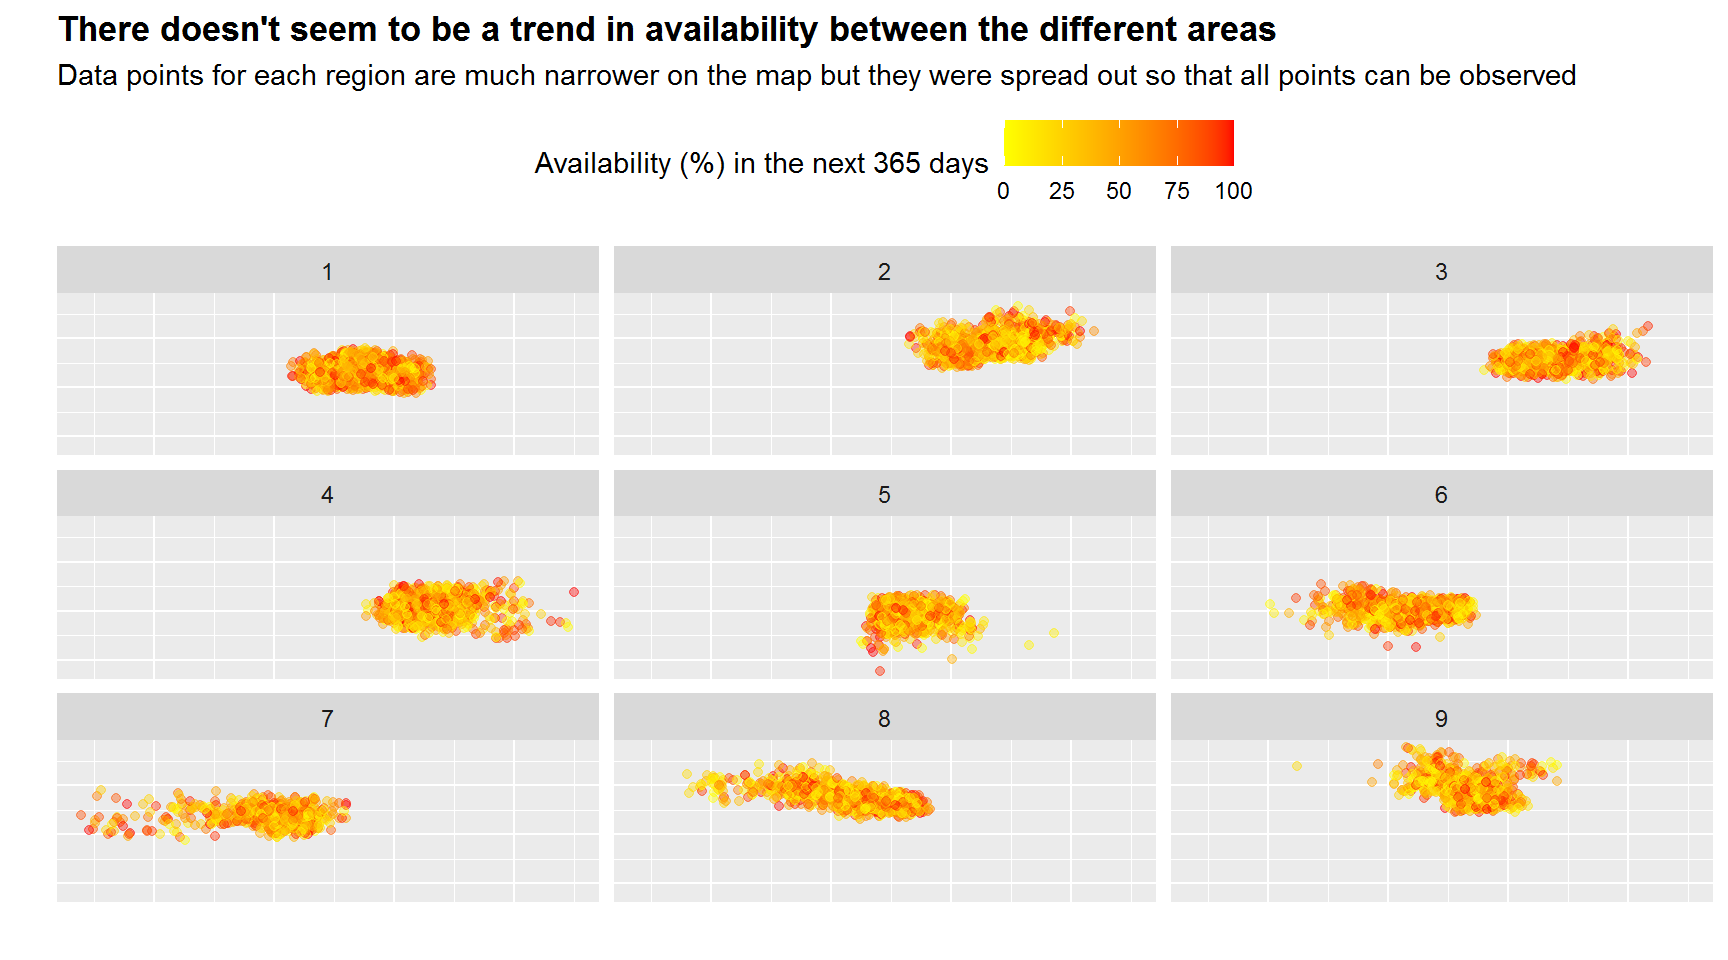 There doesn't seem to be a trend in availability between the different areas
Data points for each region are much narrower on the map but they were spread out so that all points can be observed
Availability (%) in the next 365 days
0 25 50 75 100
1 2 3
4 5 6
7 8 9